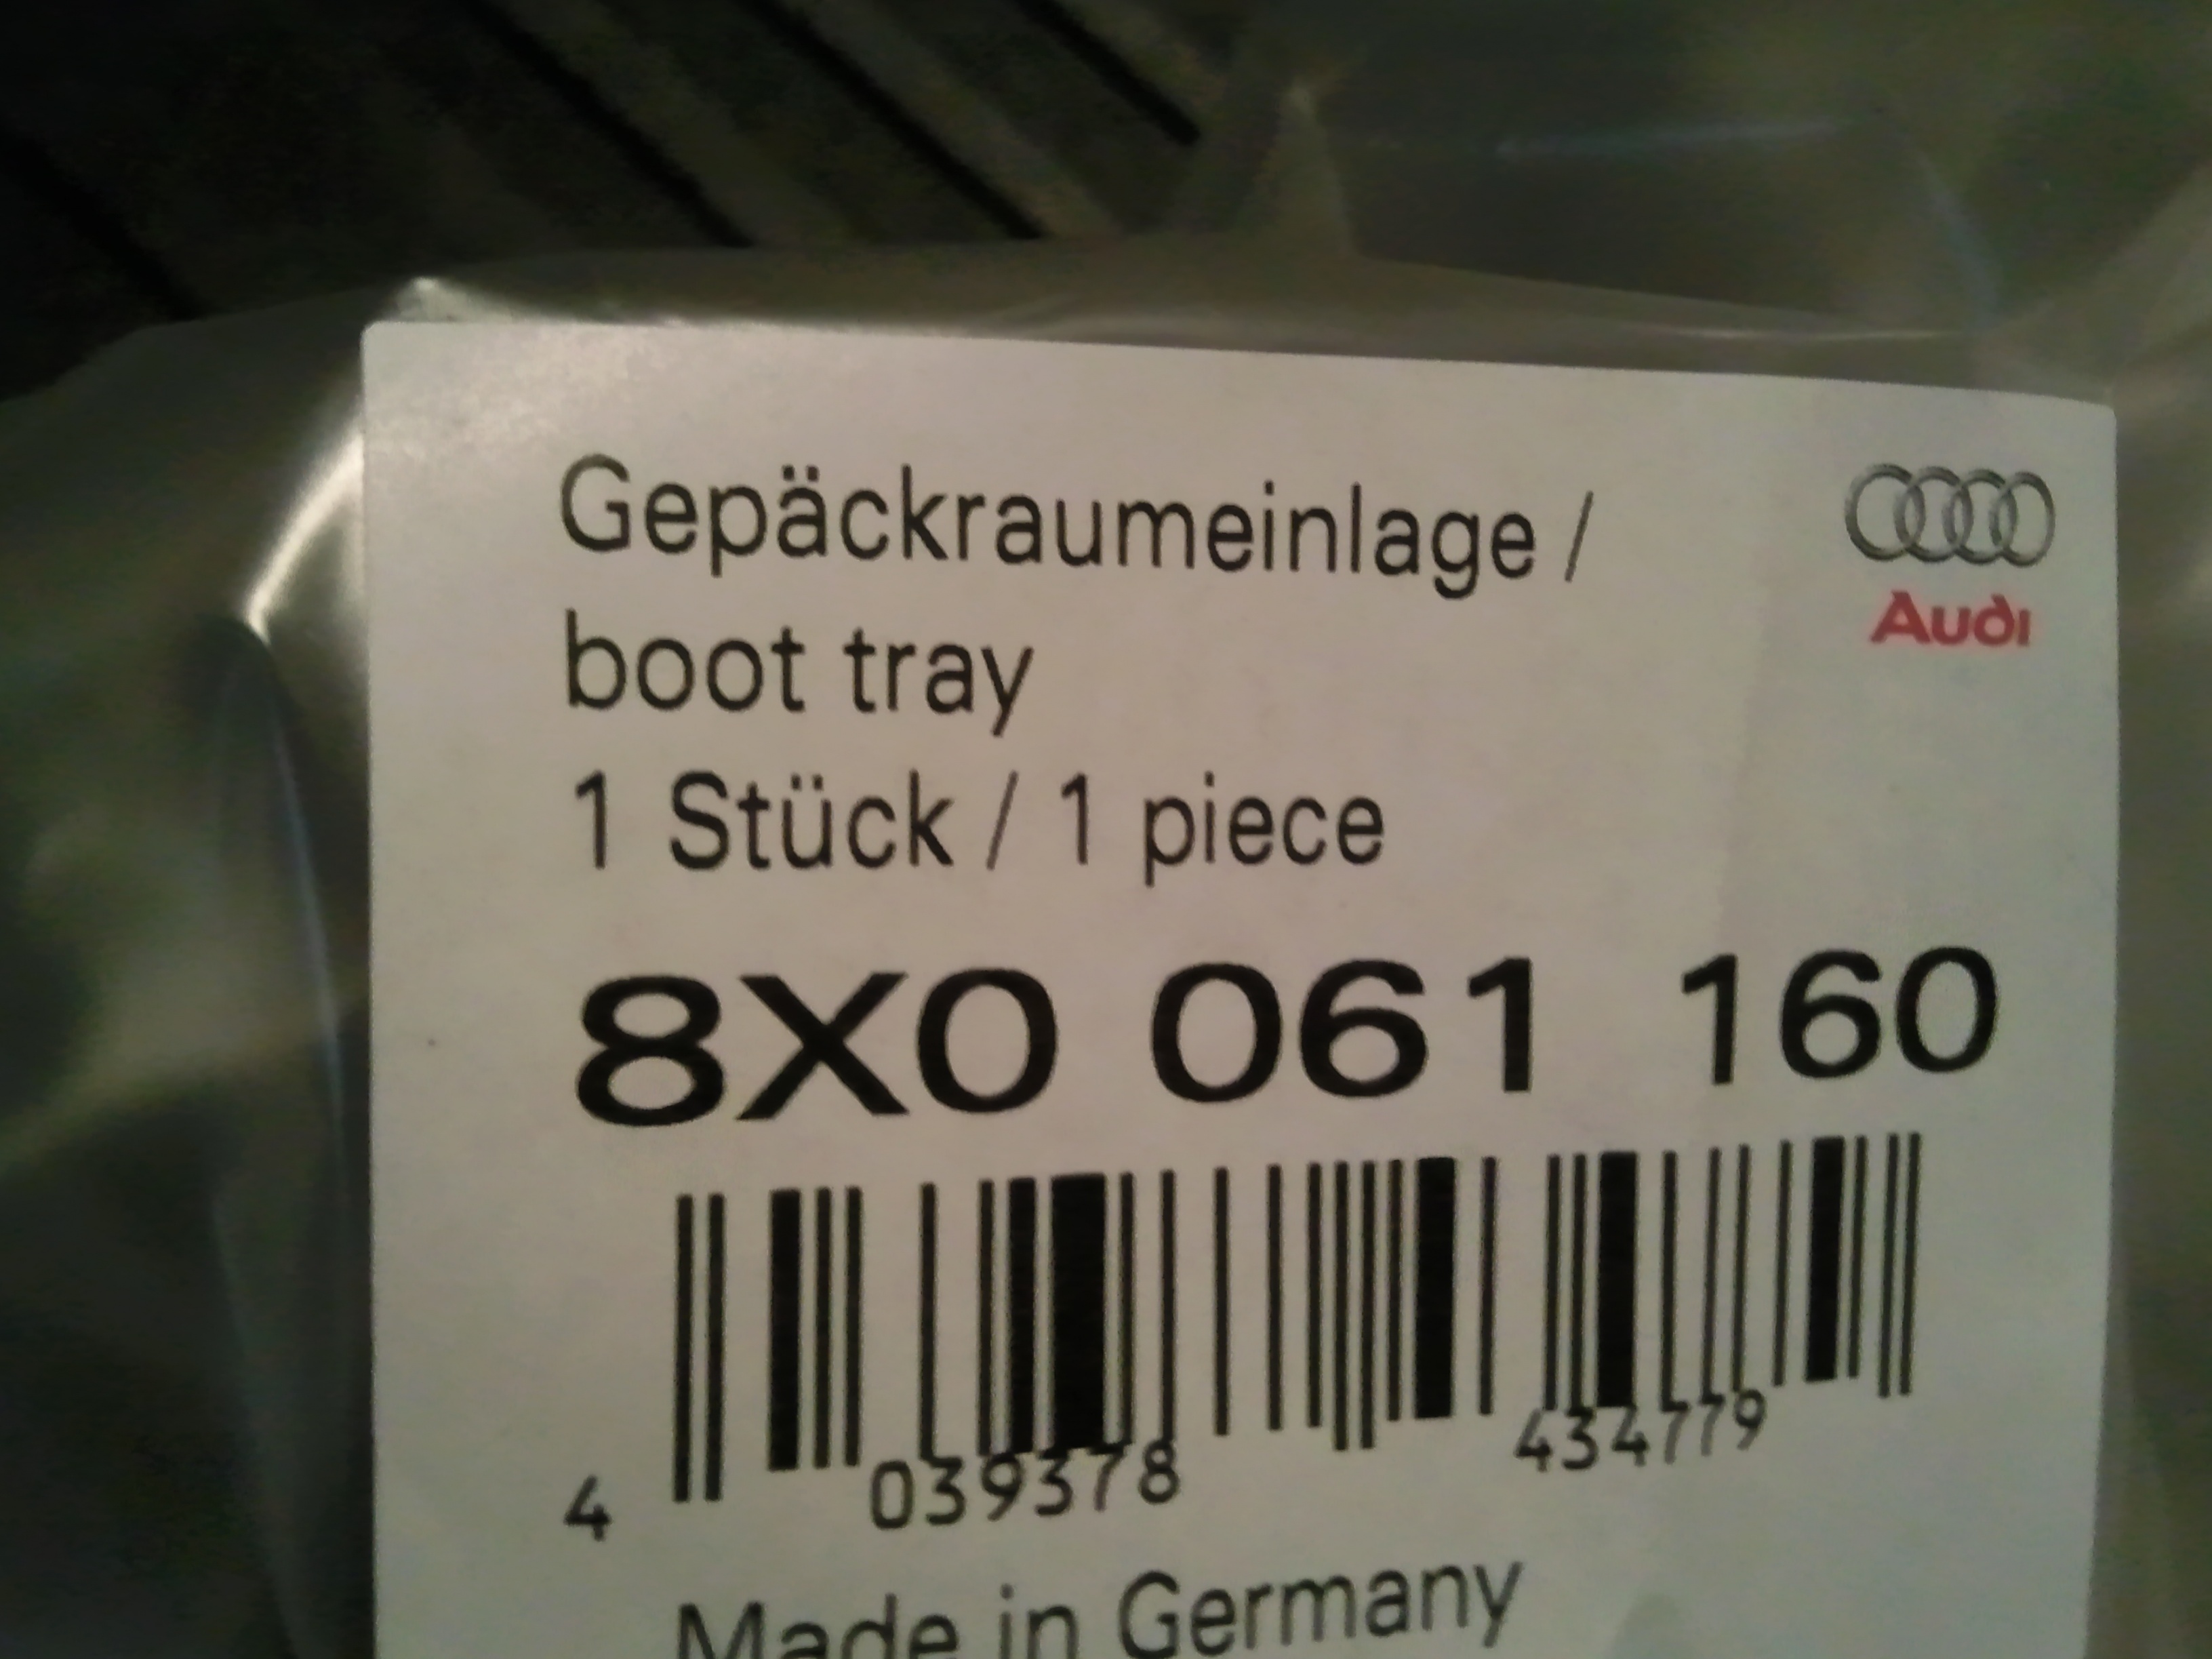 Gepäckraumeinlage /
Audi
boot tray
1 Stück / 1 piece
8X0 061 160
4 039378 434779
Made in Germany